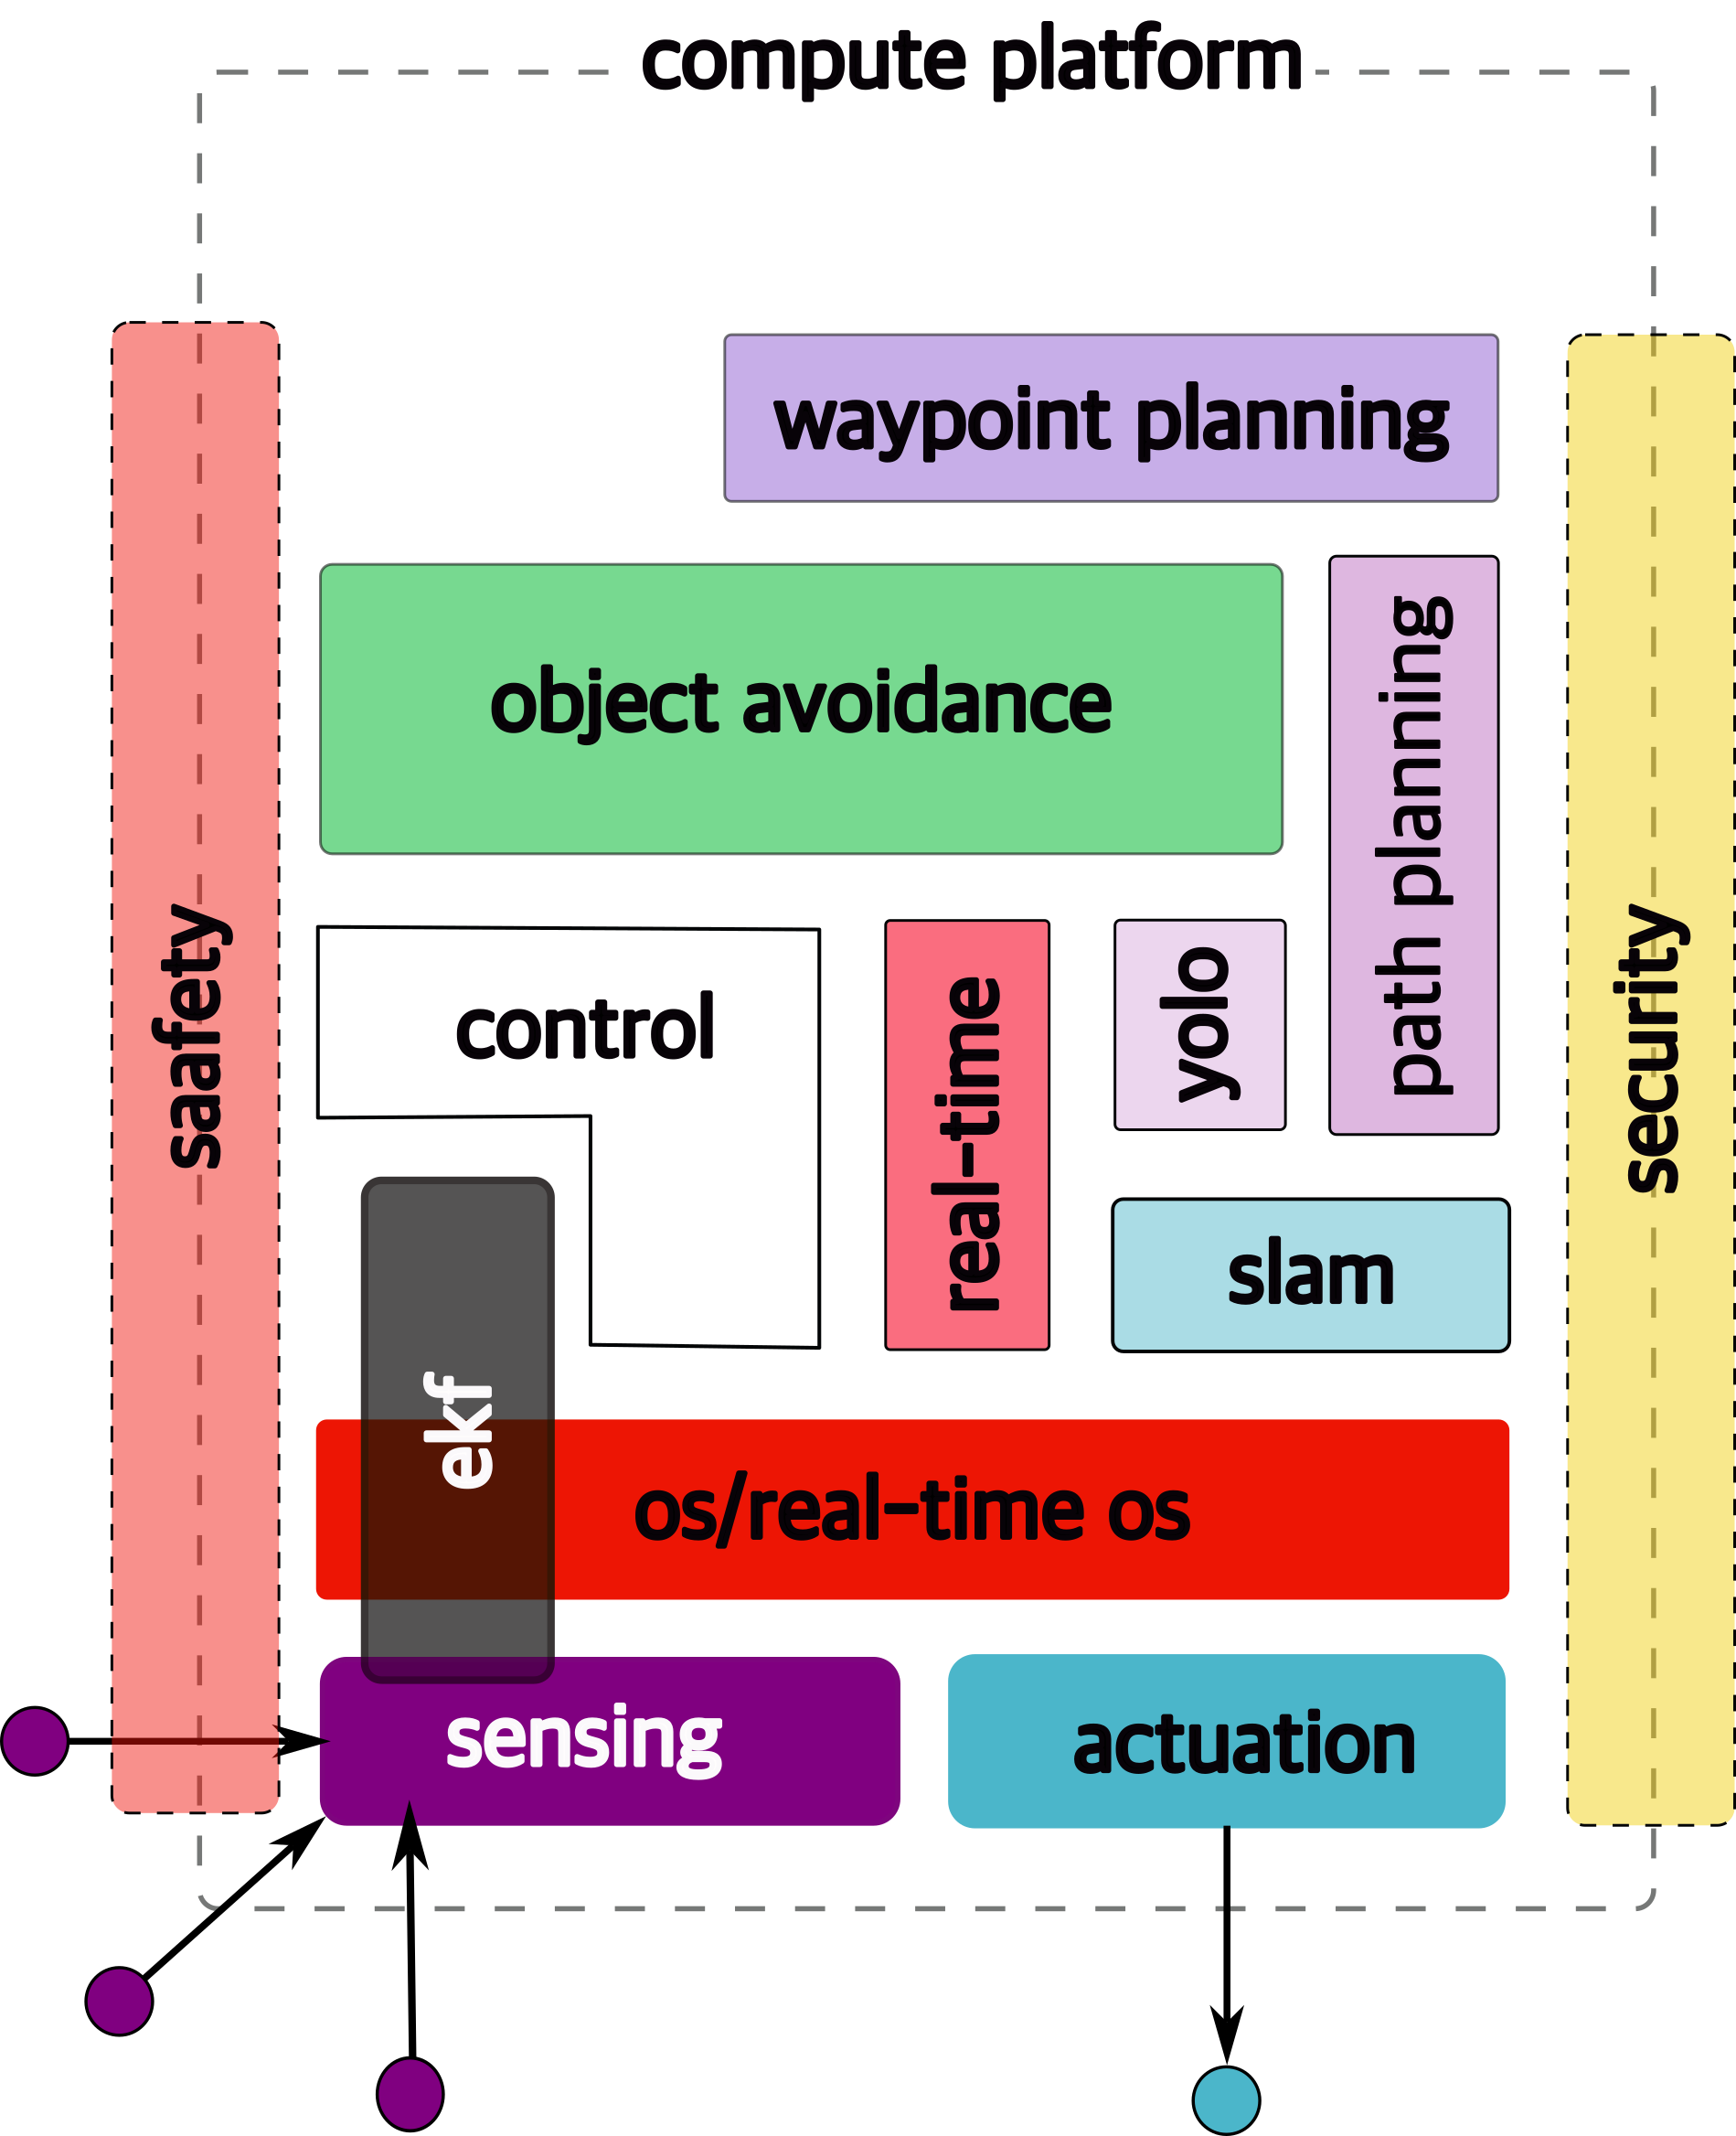 compute platform
waypoint planning
object avoidance
path planning
safety
security
control
real-time
yolo
slam
ekf
os/real-time os
sensing
actuation